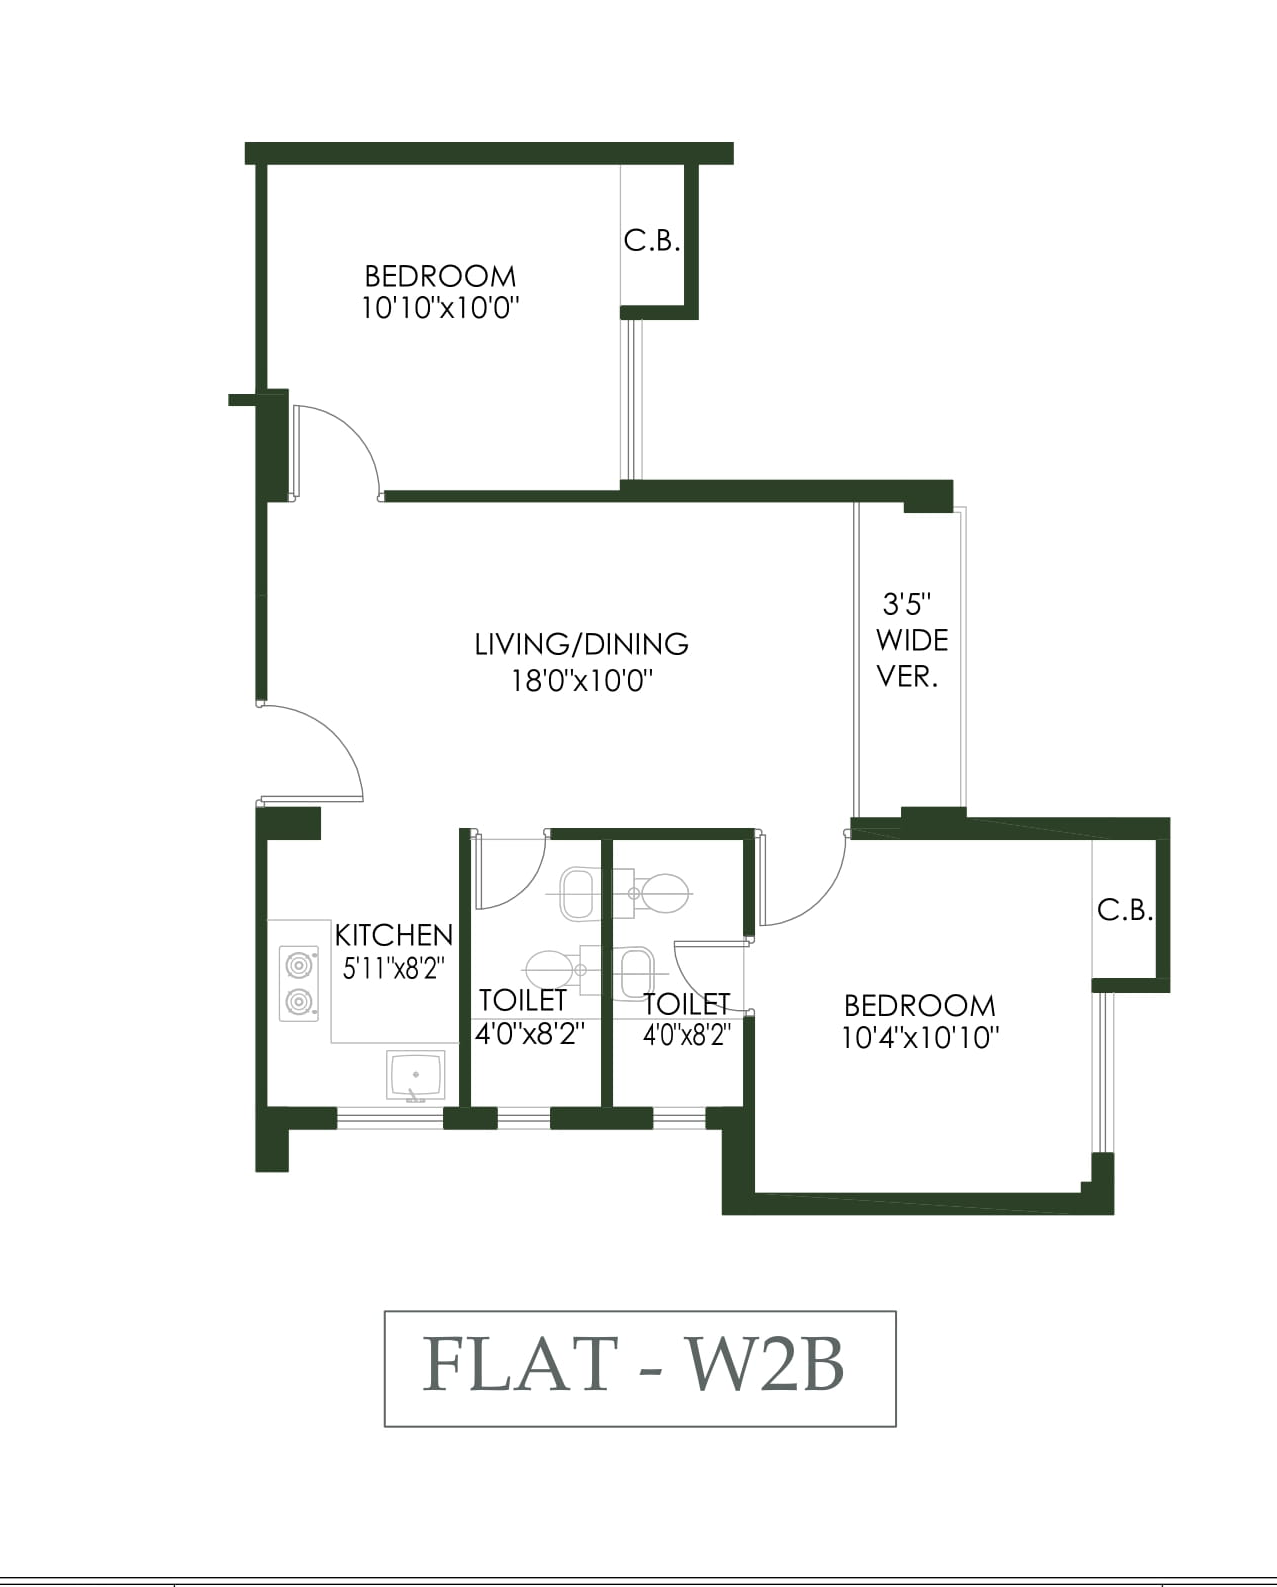 C.B.
BEDROOM
10'10"x10'0"
3'5"
WIDE
VER.
LIVING/DINING
18'0"x10'0"
KITCHEN
5'11"x8'2"
TOILET
4'0"x8'2"
TOILET
4'0"x8'2"
C.B.
BEDROOM
10'4"x10'10"
FLAT - W2B